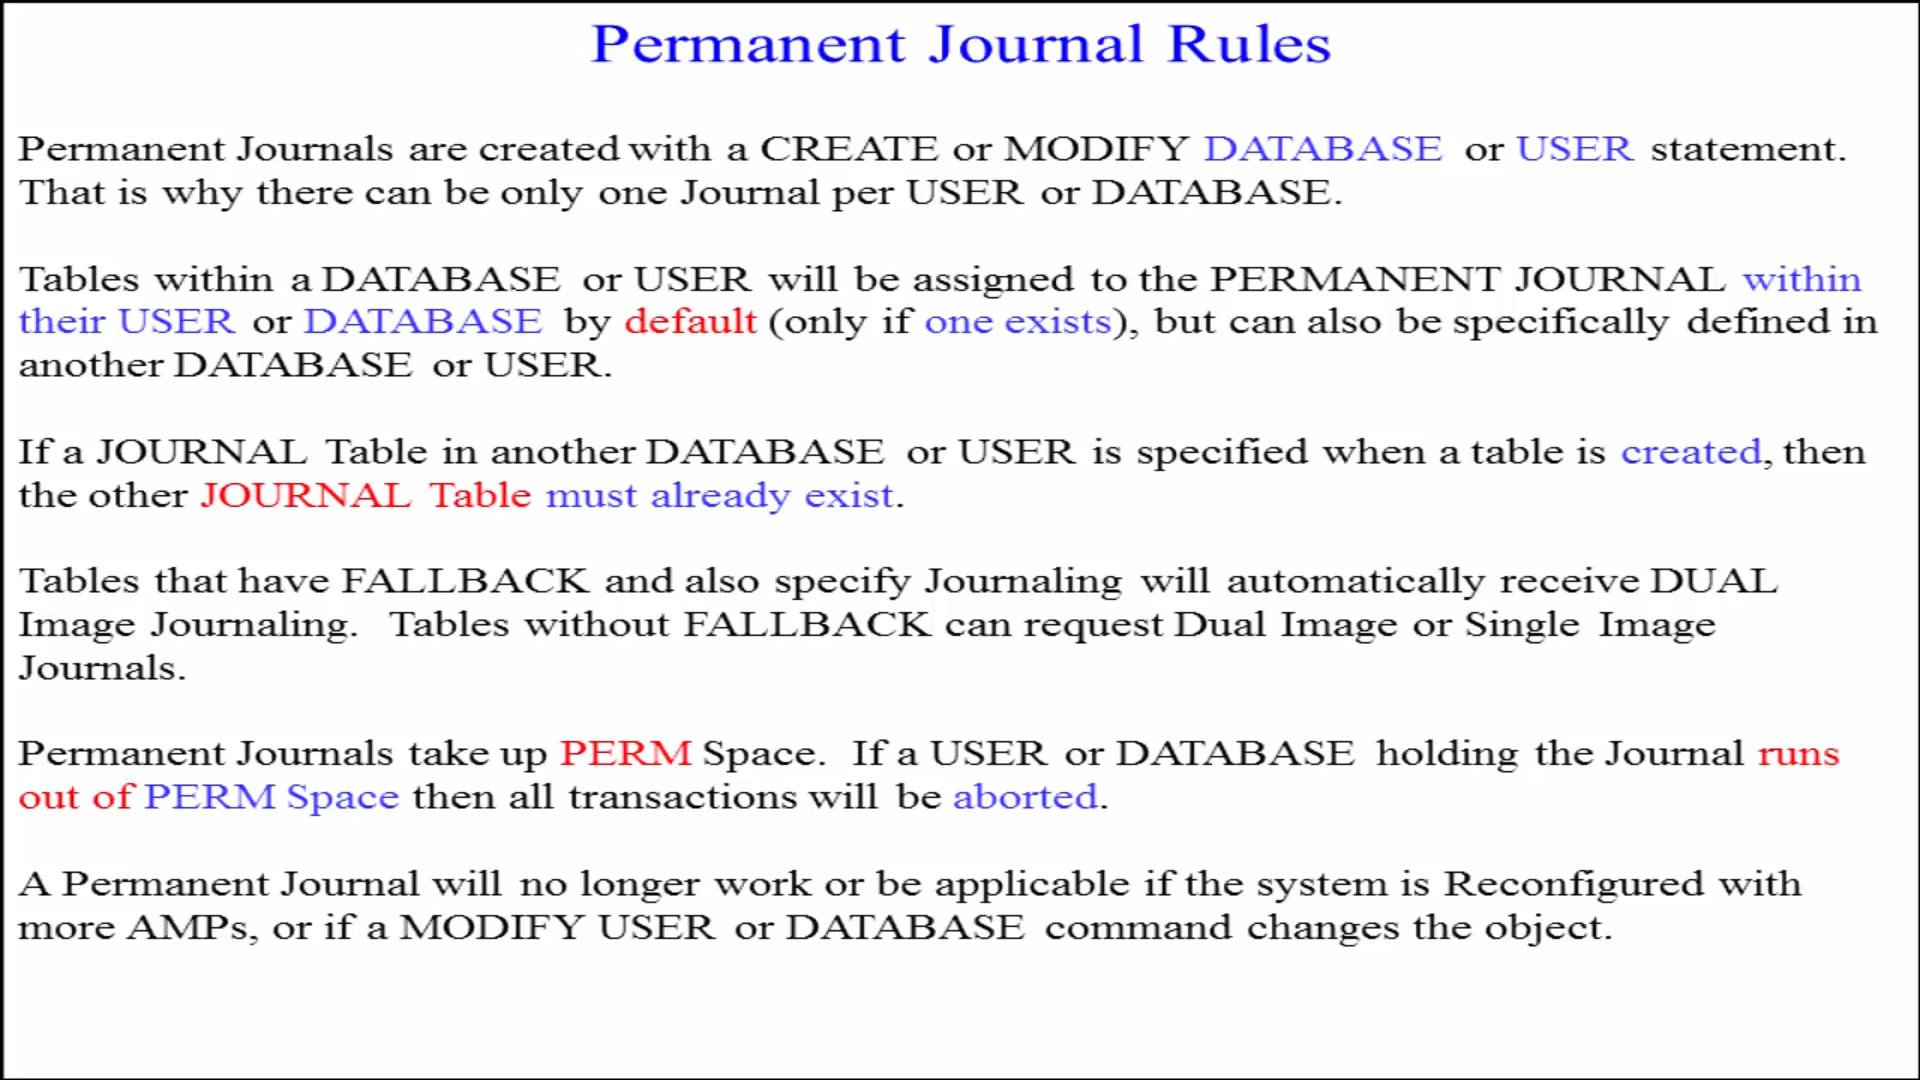 Permanent Journal Rules
Permanent Journals are created with a CREATE or MODIFY DATABASE or USER statement.
That is why there can be only one Journal per USER or DATABASE.
Tables within a DATABASE or USER will be assigned to the PERMANENT JOURNAL within
their USER or DATABASE by default (only if one exists), but can also be specifically defined in
another DATABASE or USER.
If a JOURNAL Table in another DATABASE or USER is specified when a table is created, then
the other JOURNAL Table must already exist.
Tables that have FALLBACK and also specify Journaling will automatically receive DUAL
Image Journaling. Tables without FALLBACK can request Dual Image or Single Image
Journals.
Permanent Journals take up PERM Space. If a USER or DATABASE holding the Journal runs
out of PERM Space then all transactions will be aborted.
A Permanent Journal will no longer work or be applicable if the system is Reconfigured with
more AMPs, or if a MODIFY USER or DATABASE command changes the object.